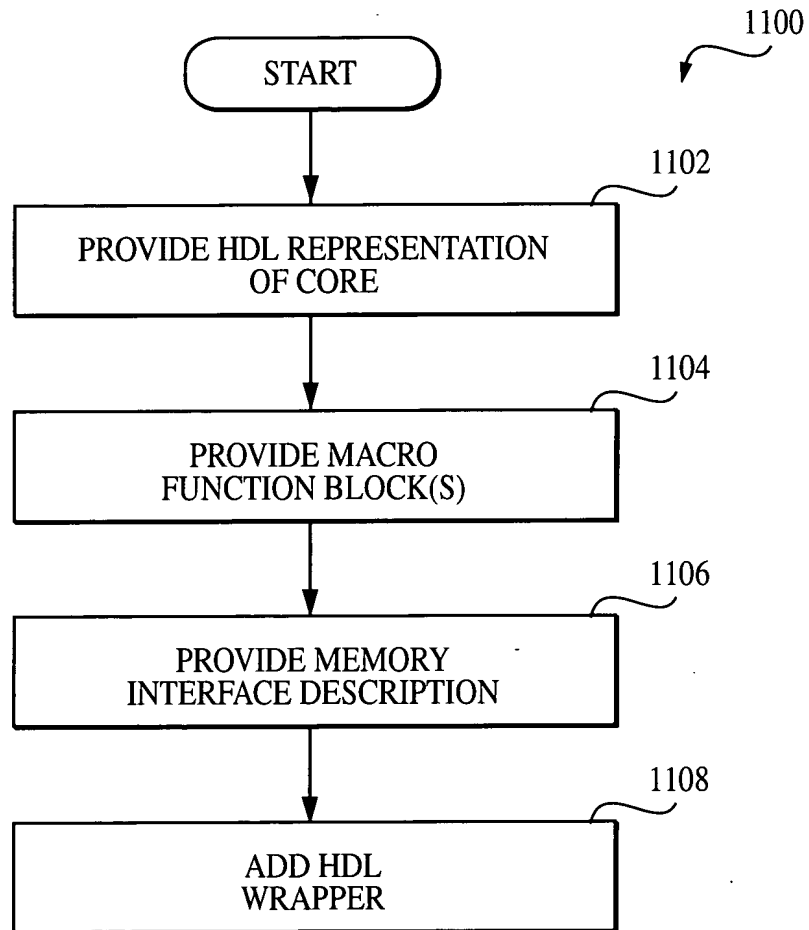 1100
START
1102
PROVIDE HDL REPRESENTATION
OF CORE
1104
PROVIDE MACRO
FUNCTION BLOCK(S)
1106
PROVIDE MEMORY
INTERFACE DESCRIPTION
1108
ADD HDL
WRAPPER